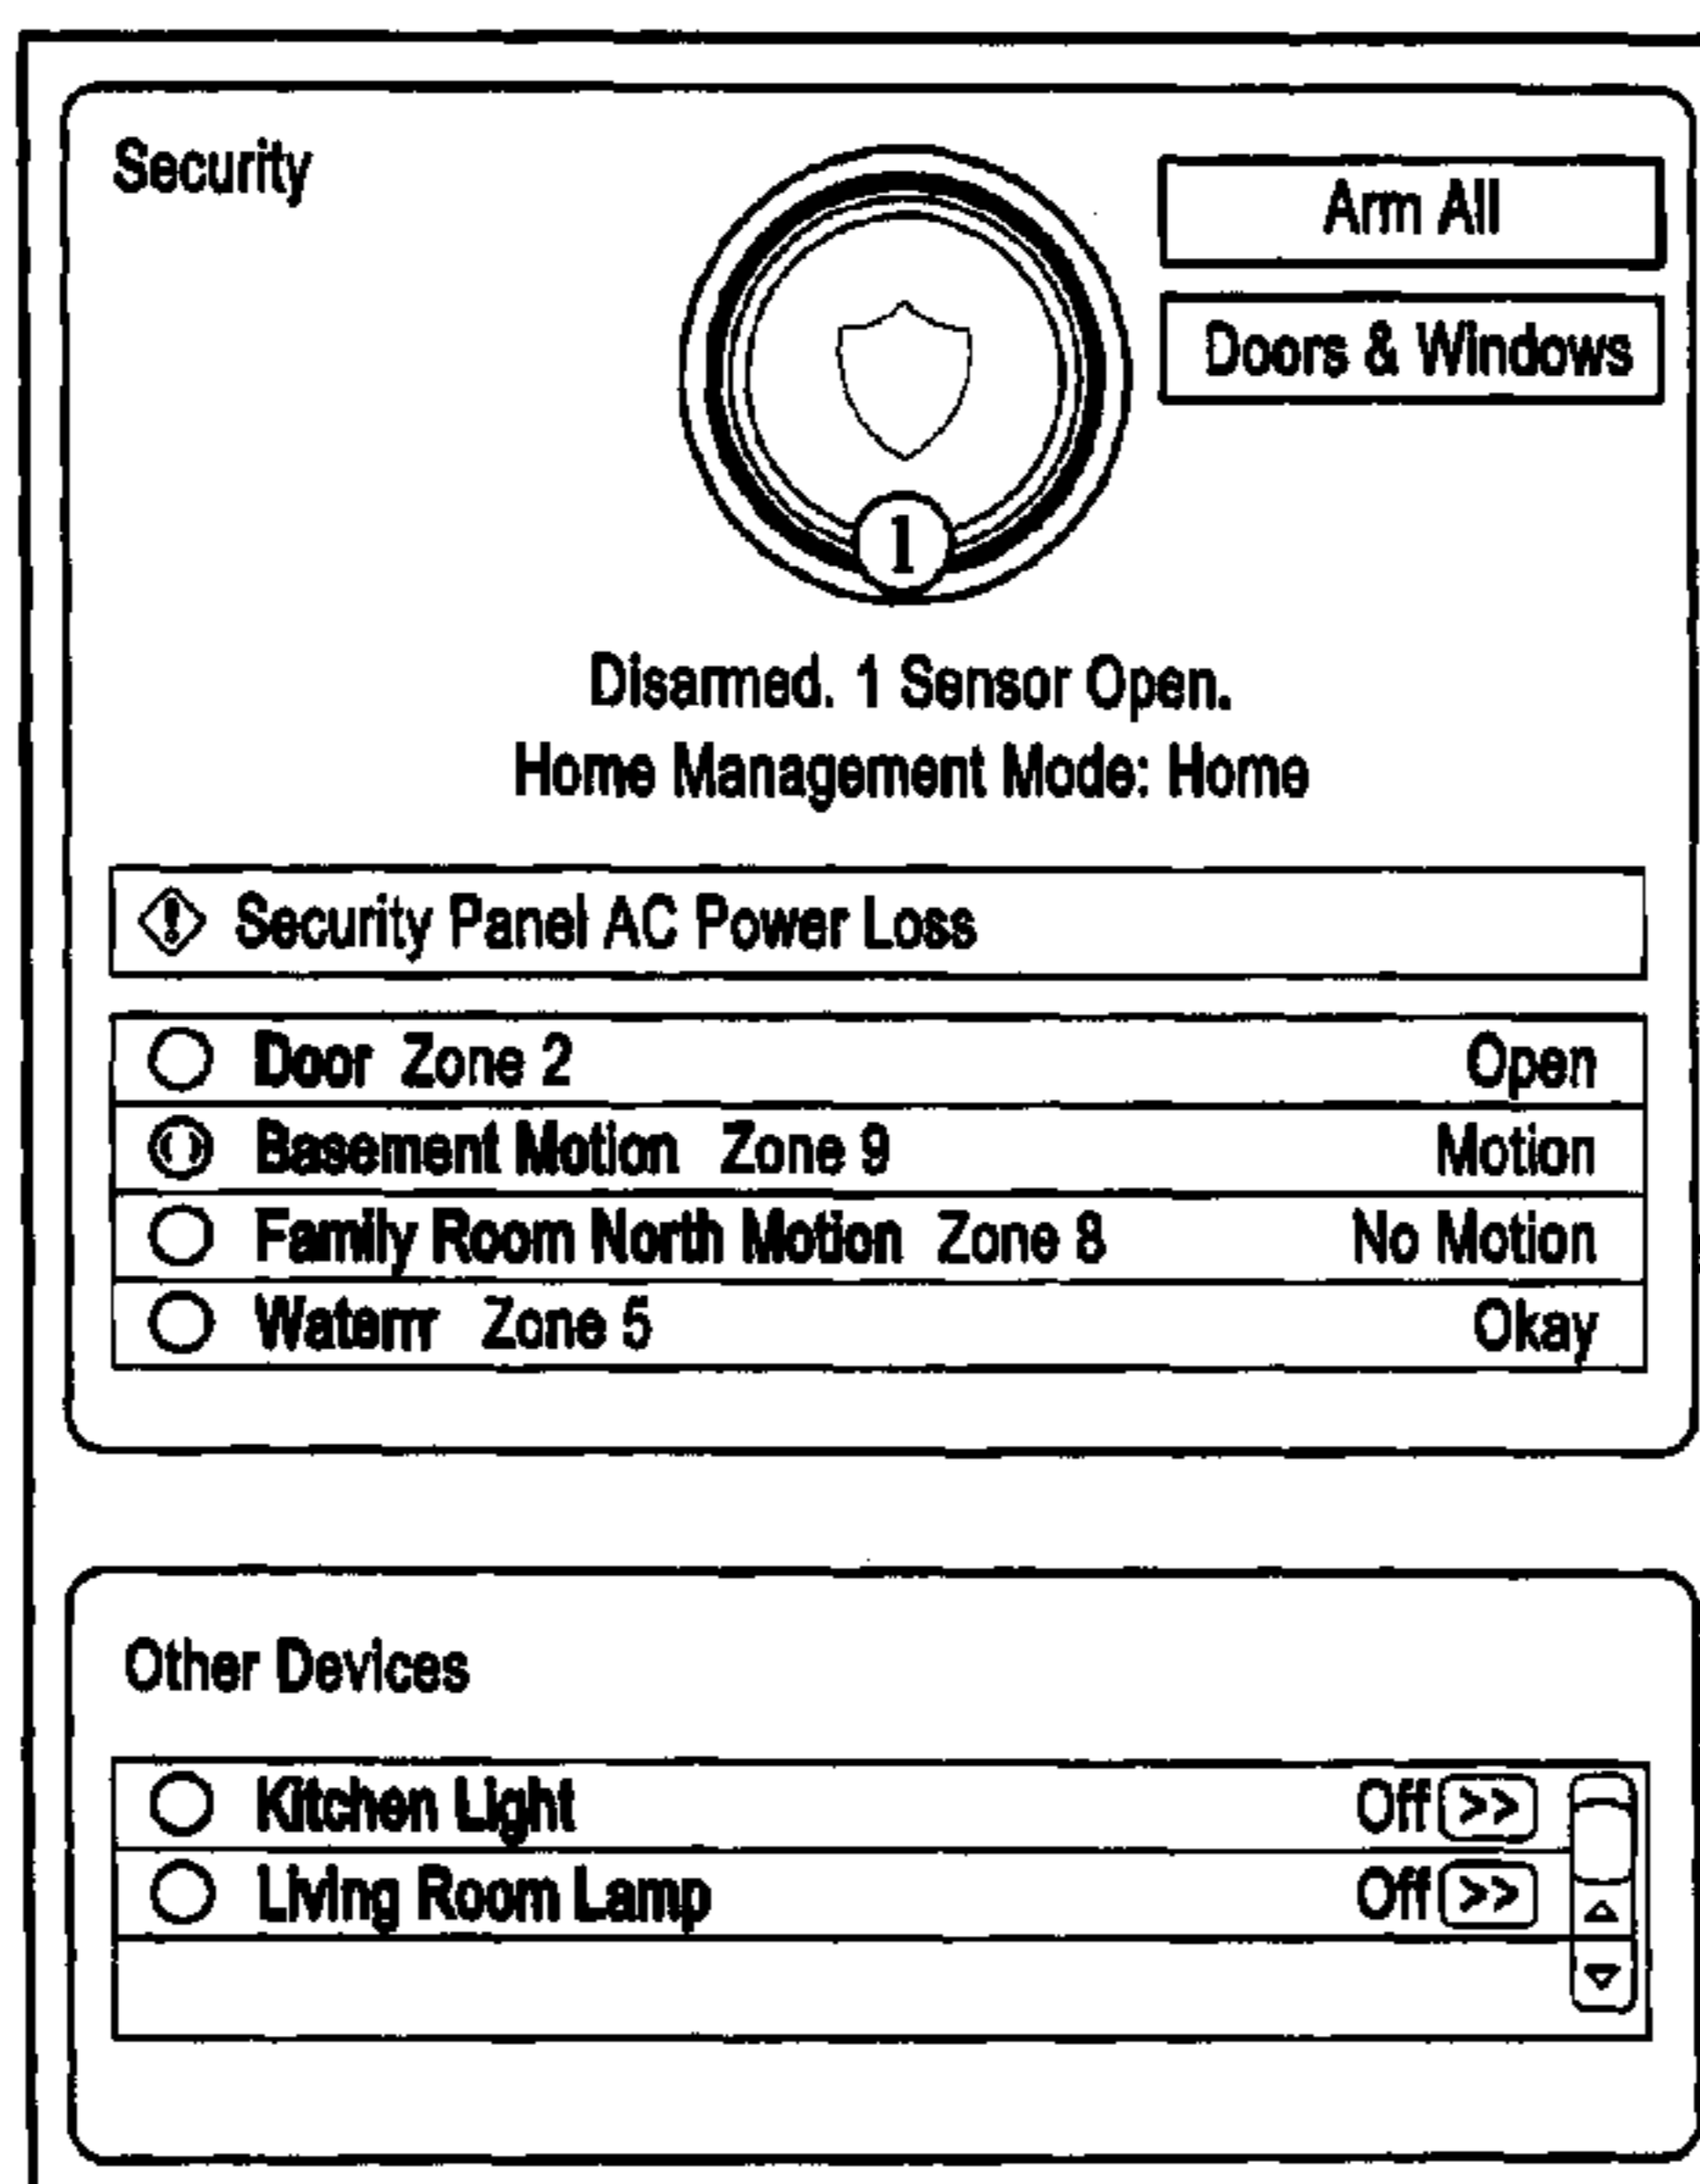 Security
Arm All
Doors & Windows
1
Disarmed. 1 Sensor Open.
Home Management Mode: Home
Security Panel AC Power Loss
Door Zone 2 Open
Basement Motion Zone 9 Motion
Family Room North Motion Zone 8 No Motion
Waterrr Zone 5 Okay
Other Devices
Kitchen Light Off >>
Living Room Lamp Off >>